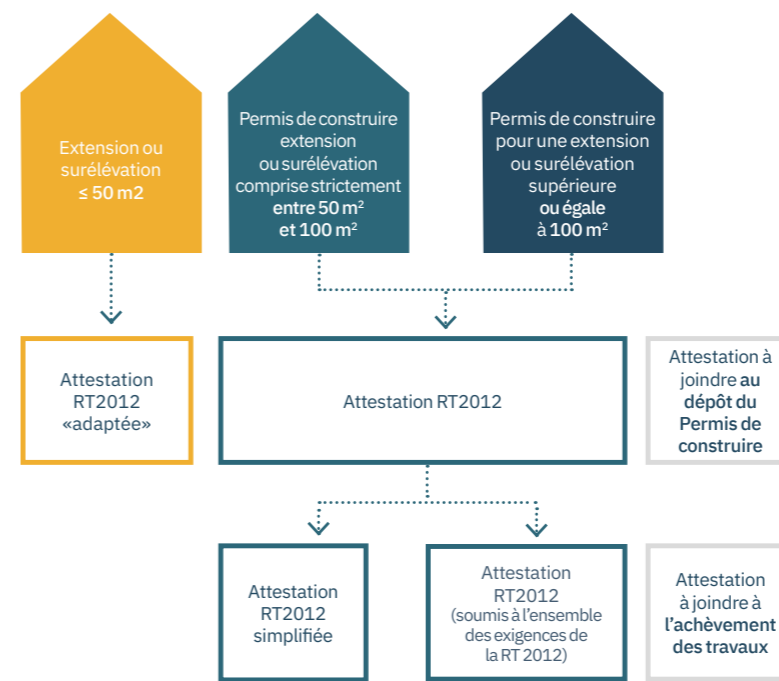 Extension ou
surélévation
≤ 50 m2
Permis de construire
extension
ou surélévation
comprise strictement
entre 50 m²
et 100 m²
Permis de construire
pour une extension
ou surélévation
supérieure
ou égale
à 100 m²
Attestation
RT2012
«adaptée»
Attestation RT2012
Attestation à
joindre au
dépôt du
Permis de
construire
Attestation
RT2012
simplifiée
Attestation
RT2012
(soumis à l'ensemble
des exigences de
la RT 2012)
Attestation
à joindre à
l'achèvement
des travaux